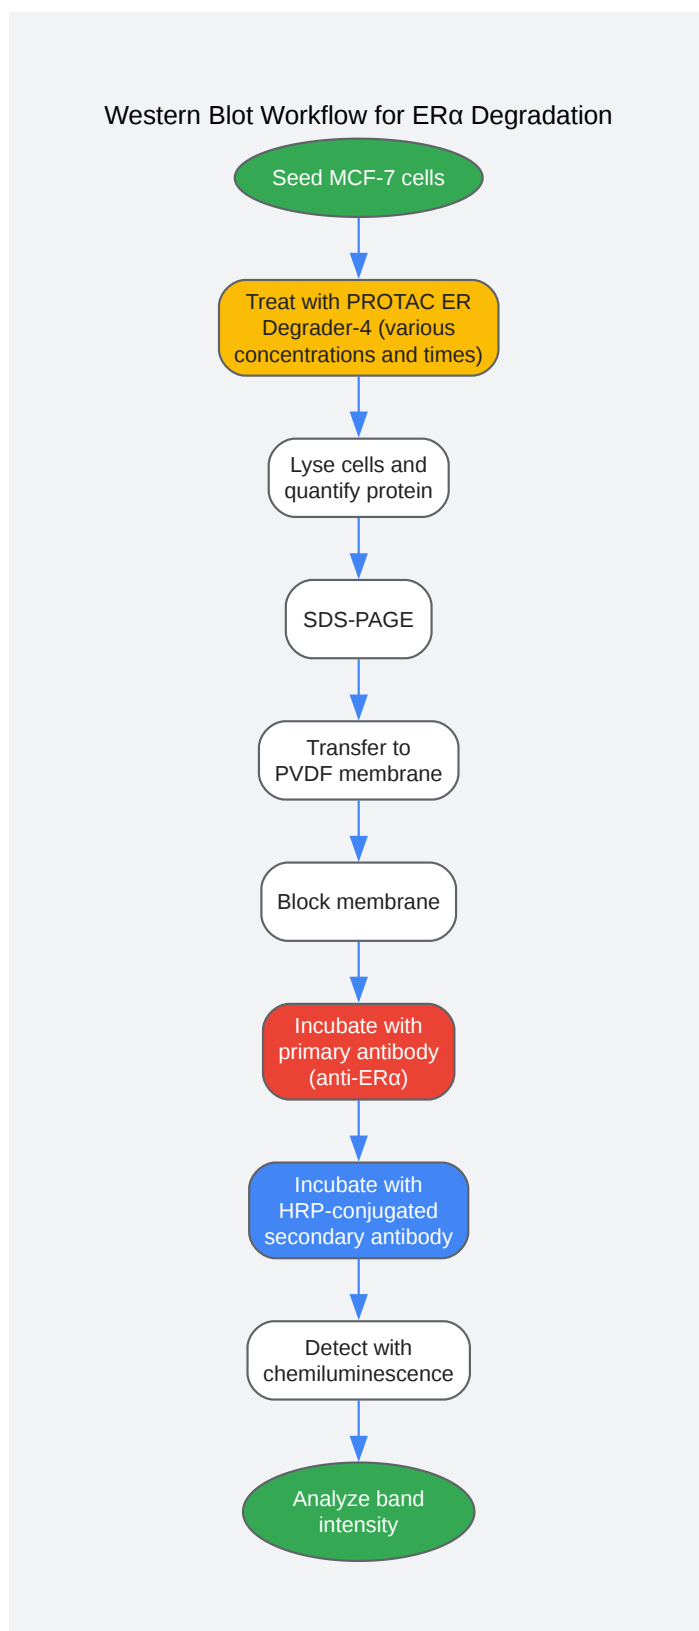 Western Blot Workflow for ERα Degradation
Seed MCF-7 cells
Treat with PROTAC ER
Degrader-4 (various
concentrations and times)
Lyse cells and
quantify protein
SDS-PAGE
Transfer to
PVDF membrane
Block membrane
Incubate with
primary antibody
(anti-ERα)
Incubate with
HRP-conjugated
secondary antibody
Detect with
chemiluminescence
Analyze band
intensity